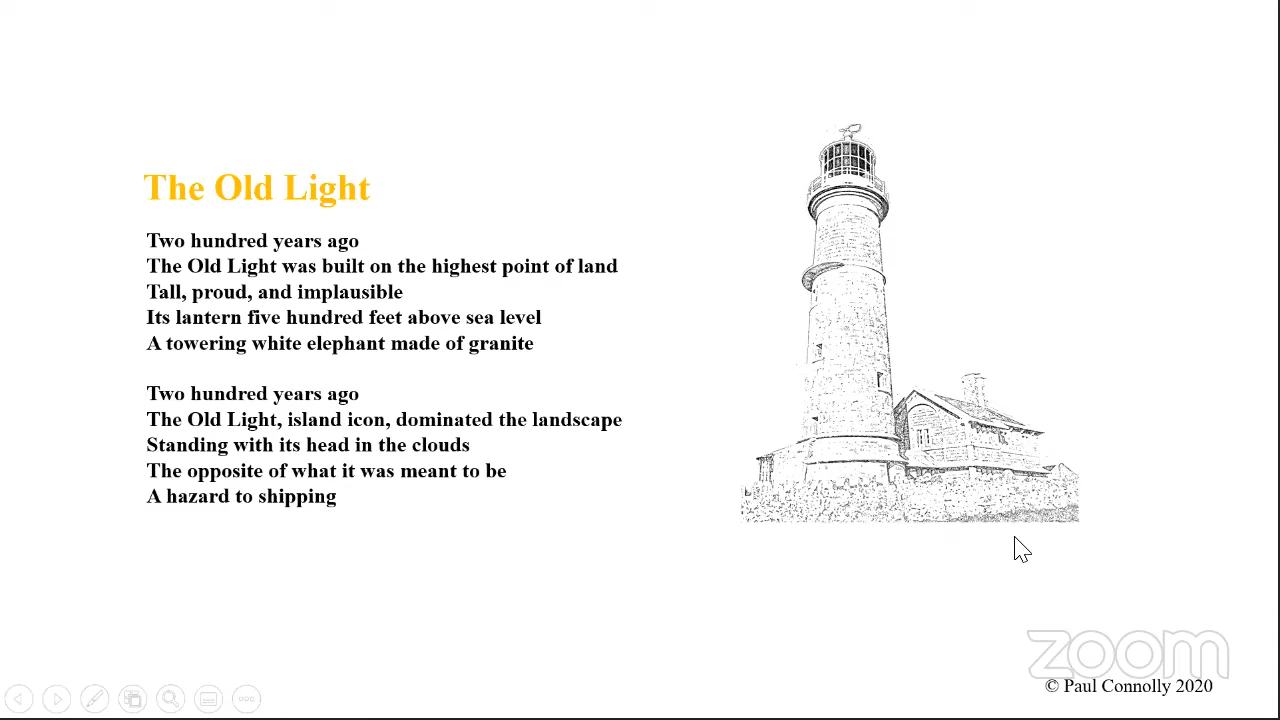 The Old Light
Two hundred years ago
The Old Light was built on the highest point of land
Tall, proud, and implausible
Its lantern five hundred feet above sea level
A towering white elephant made of granite
Two hundred years ago
The Old Light, island icon, dominated the landscape
Standing with its head in the clouds
The opposite of what it was meant to be
A hazard to shipping
zoom
© Paul Connolly 2020